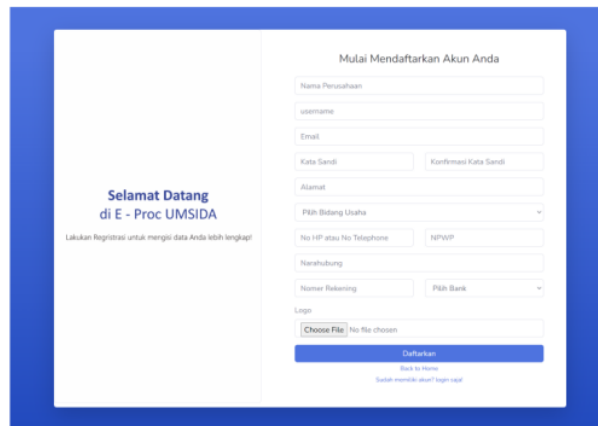 Selamat Datang
di E - Proc UMSIDA
Lakukan Regristrasi untuk mengisi data Anda lebih lengkap!
Mulai Mendaftarkan Akun Anda
Nama Perusahaan
username
Email
Kata Sandi
Konfirmasi Kata Sandi
Alamat
Pilih Bidang Usaha
No HP atau No Telephone
NPWP
Narahubung
Nomer Rekening
Pilih Bank
Logo
Choose File No file chosen
Daftarkan
Back to Home
Sudah memiliki akun? login saja!